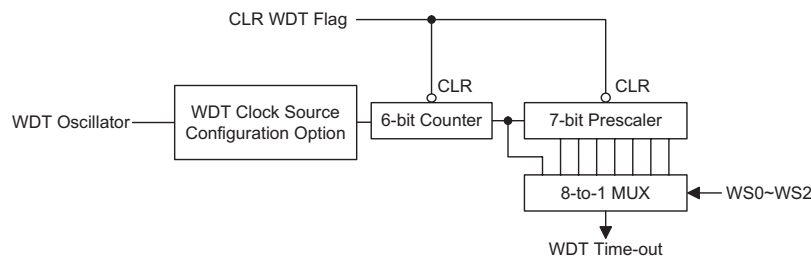 CLR WDT Flag
CLR
CLR
WDT Oscillator
WDT Clock Source
Configuration Option
6-bit Counter
7-bit Prescaler
8-to-1 MUX
WS0~WS2
WDT Time-out